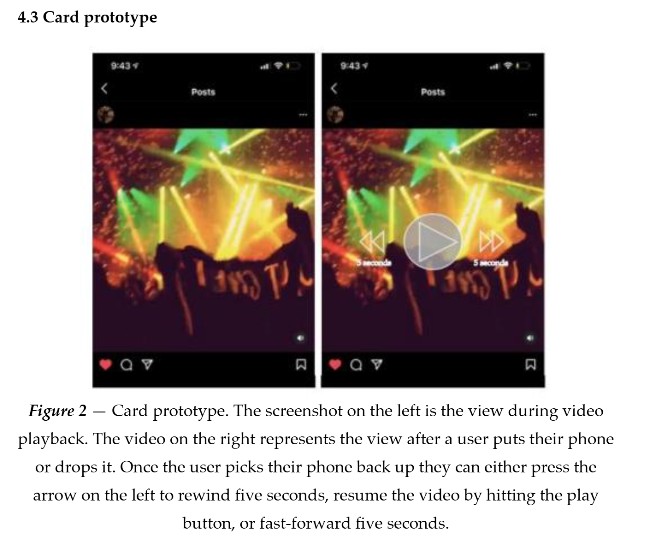 4.3 Card prototype
9:43
Posts
9:43
Posts
5 seconds
5 seconds
Figure 2 — Card prototype. The screenshot on the left is the view during video
playback. The video on the right represents the view after a user puts their phone
or drops it. Once the user picks their phone back up they can either press the
arrow on the left to rewind five seconds, resume the video by hitting the play
button, or fast-forward five seconds.